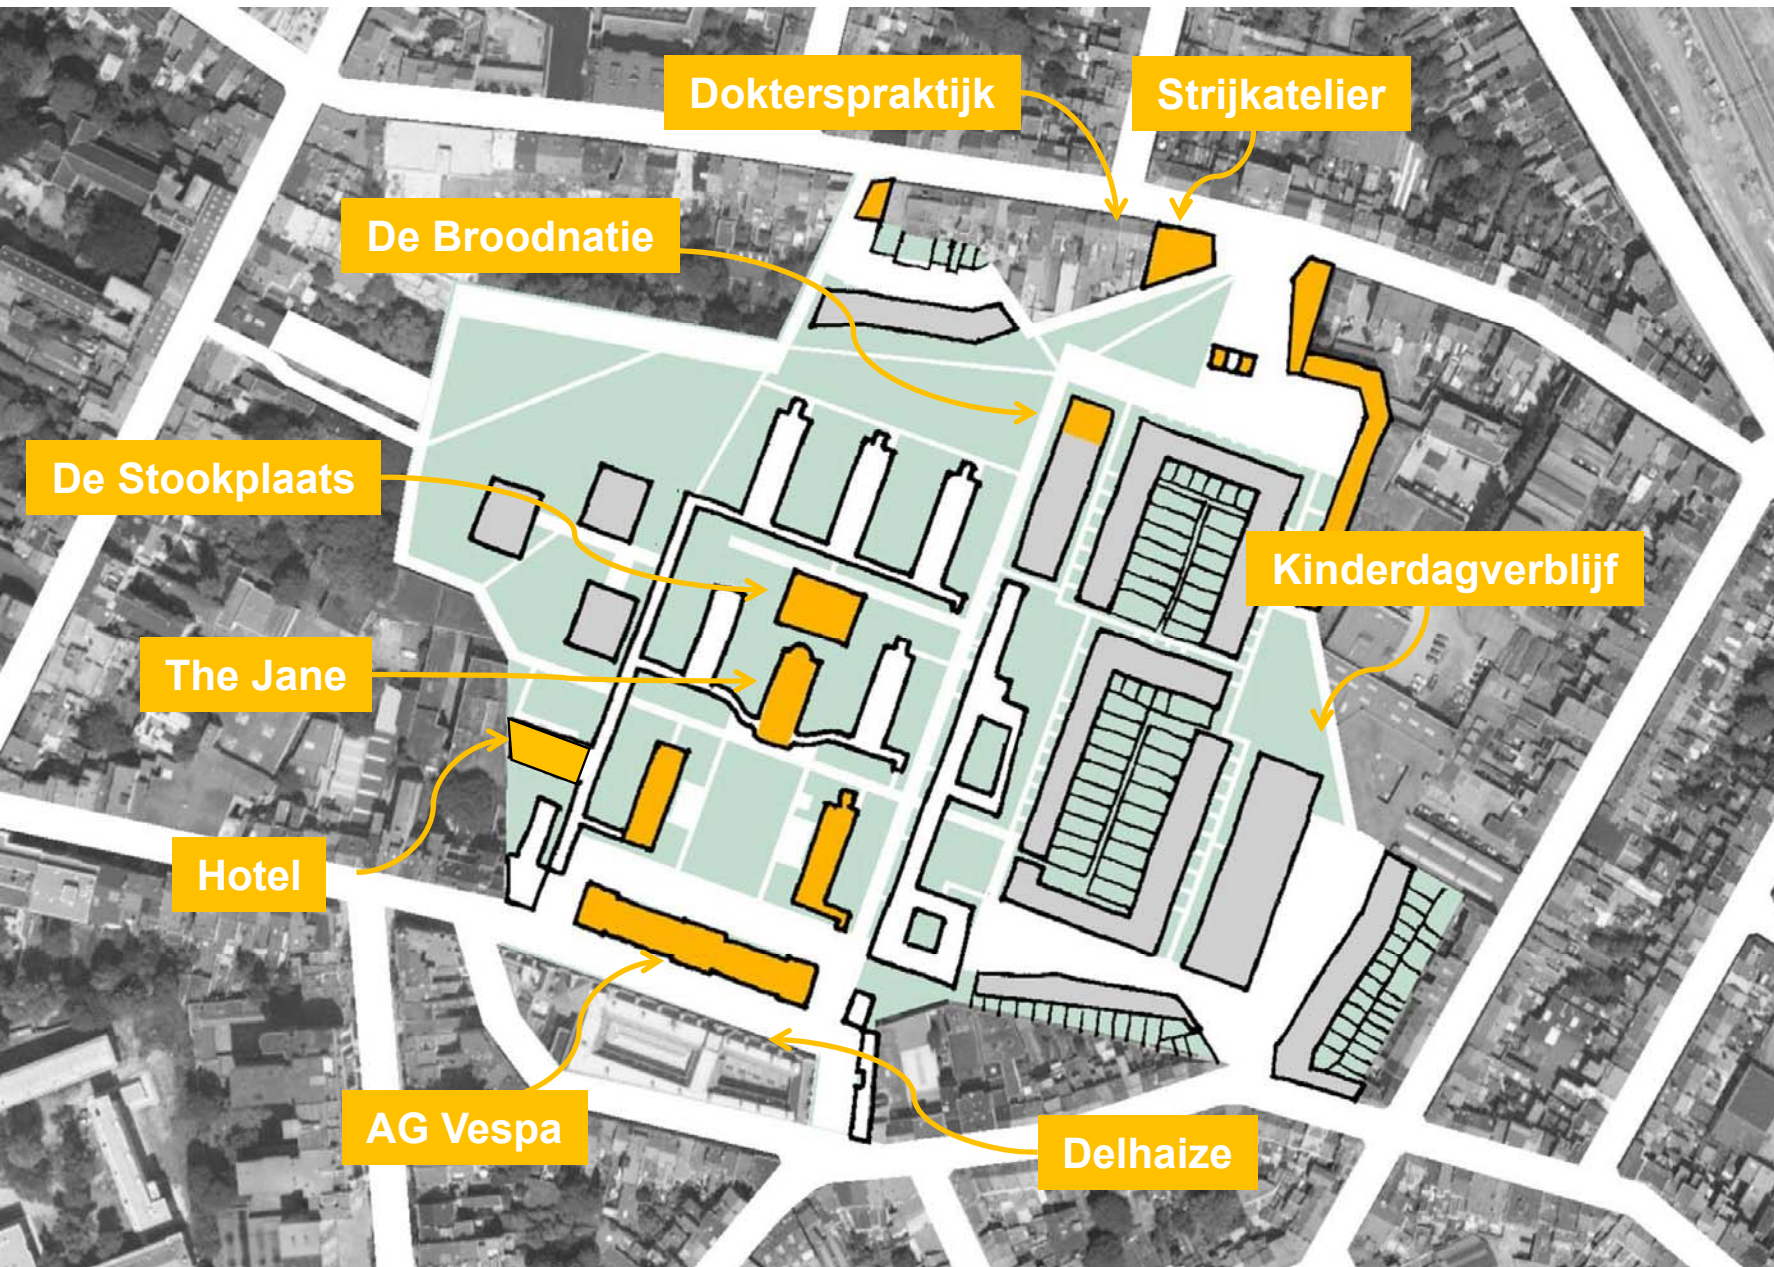 Dokterspraktijk
Strijkatelier
De Broodnatie
De Stookplaats
Kinderdagverblijf
The Jane
Hotel
AG Vespa
Delhaize